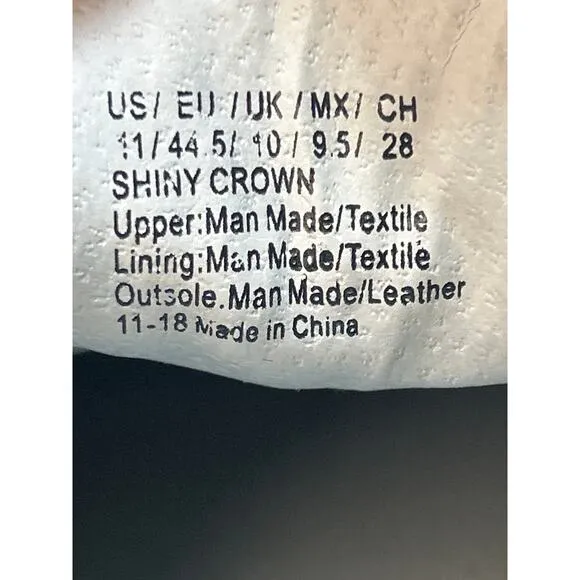 US/ EU /UK /MX/ CH
11/44.5/ 10/ 9.5/ 28
SHINY CROWN
Upper:Man Made/Textile
Lining:Man Made/Textile
Outsole.Man Made/Leather
11-18 Made in China